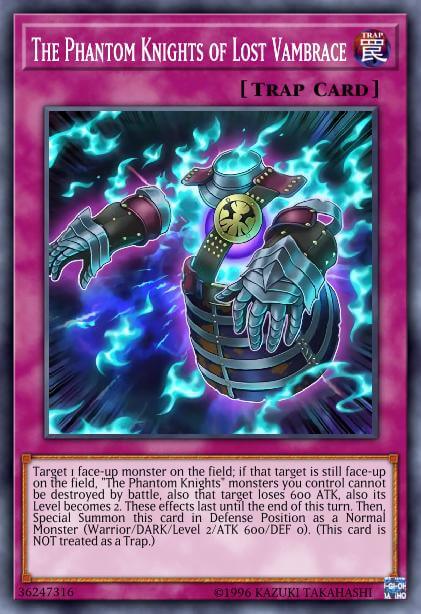 The Phantom Knights of Lost Vambrace
TRAP
罠
[Trap Card]
Target 1 face-up monster on the field; if that target is still face-up
on the field, "The Phantom Knights" monsters you control cannot
be destroyed by battle, also that target loses 600 ATK, also its
Level becomes 2. These effects last until the end of this turn. Then,
Special Summon this card in Defense Position as a Normal
Monster (Warrior/DARK/Level 2/ATK 600/DEF 0). (This card is
NOT treated as a Trap.)
36247316
©1996 KAZUKI TAKAHASHI